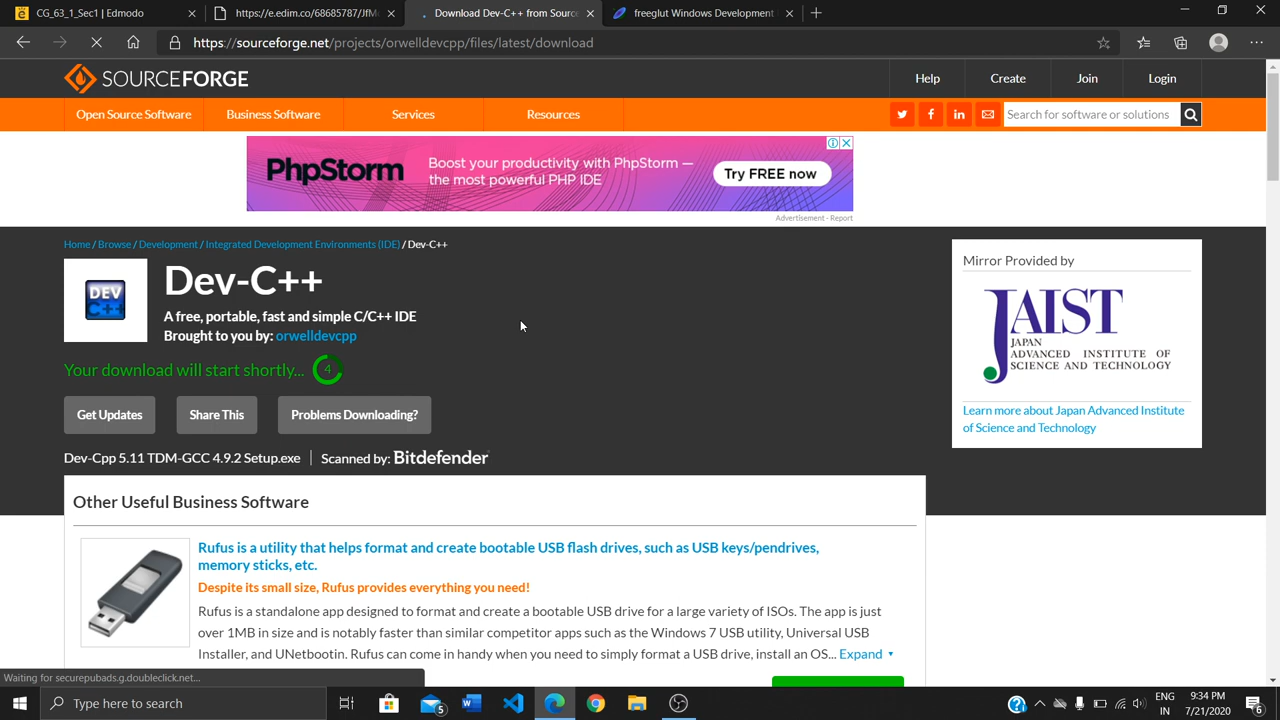 CG_63_1 Sec1 | Edmodo
https://e.edim.co/68685787/JfM
Download Dev-C++ from Source
freeglut Windows Development
https://sourceforge.net/projects/orwelldevcpp/files/latest/download
SOURCEFORGE
Help
Create
Join
Login
Open Source Software
Business Software
Services
Resources
Search for software or solutions
PhpStorm
Boost your productivity with PhpStorm —
the most powerful PHP IDE
Try FREE now
Advertisement - Report
Home / Browse / Development / Integrated Development Environments (IDE) / Dev-C++
DEV
C++
Dev-C++
A free, portable, fast and simple C/C++ IDE
Brought to you by: orwelldevcpp
Your download will start shortly... 4
Get Updates
Share This
Problems Downloading?
Dev-Cpp 5.11 TDM-GCC 4.9.2 Setup.exe | Scanned by: Bitdefender
Mirror Provided by
JAIST
JAPAN
ADVANCED INSTITUTE OF
SCIENCE AND TECHNOLOGY
Learn more about Japan Advanced Institute
of Science and Technology
Other Useful Business Software
Rufus is a utility that helps format and create bootable USB flash drives, such as USB keys/pendrives,
memory sticks, etc.
Despite its small size, Rufus provides everything you need!
Rufus is a standalone app designed to format and create a bootable USB drive for a large variety of ISOs. The app is just
over 1MB in size and is notably faster than similar competitor apps such as the Windows 7 USB utility, Universal USB
Installer, and UNetbootin. Rufus can come in handy when you need to simply format a USB drive, install an OS... Expand
Waiting for securepubads.g.doubleclick.net...
Type here to search
5
ENG
IN
9:34 PM
7/21/2020
6